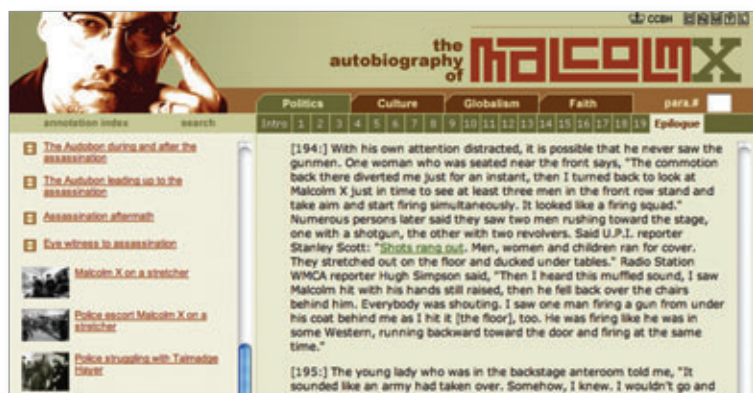 CCBH
the
autobiography
of
malcolm X
Politics Culture Globalism Faith para.#
annotation index search
Intro 1 2 3 4 5 6 7 8 9 10 11 12 13 14 15 16 17 18 19 Epilogue
The Audobon during and after the
assassination
The Audubon leading up to the
assassination
Assassination aftermath
Eye witness to assassination
Malcolm X on a stretcher
Police escort Malcolm X on a
stretcher
Police struggling with Talmadge
Hayer
[194:] With his own attention distracted, it is possible that he never saw the
gunmen. One woman who was seated near the front says, "The commotion
back there diverted me just for an instant, then I turned back to look at
Malcolm X just in time to see at least three men in the front row stand and
take aim and start firing simultaneously. It looked like a firing squad."
Numerous persons later said they saw two men rushing toward the stage,
one with a shotgun, the other with two revolvers. Said U.P.I. reporter
Stanley Scott: "Shots rang out. Men, women and children ran for cover.
They stretched out on the floor and ducked under tables." Radio Station
WMCA reporter Hugh Simpson said, "Then I heard this muffled sound, I saw
Malcolm hit with his hands still raised, then he fell back over the chairs
behind him. Everybody was shouting. I saw one man firing a gun from under
his coat behind me as I hit it [the floor], too. He was firing like he was in
some Western, running backward toward the door and firing at the same
time."
[195:] The young lady who was in the backstage anteroom told me, "It
sounded like an army had taken over. Somehow, I knew. I wouldn't go and